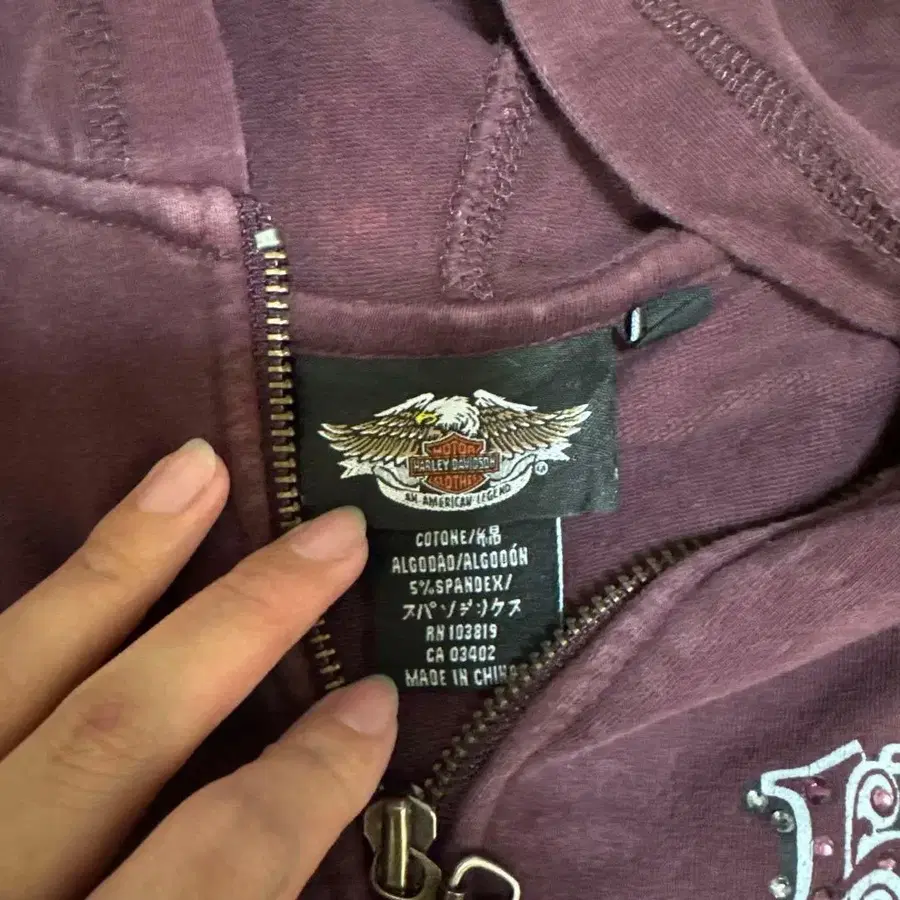 MOTOR
HARLEY-DAVIDSON
CLOTHES
AN AMERICAN LEGEND
COTONE/棉
ALGODÃO/ALGODÓN
5%SPANDEX/
スパンデックス
RN 103819
CA 03402
MADE IN CHINA